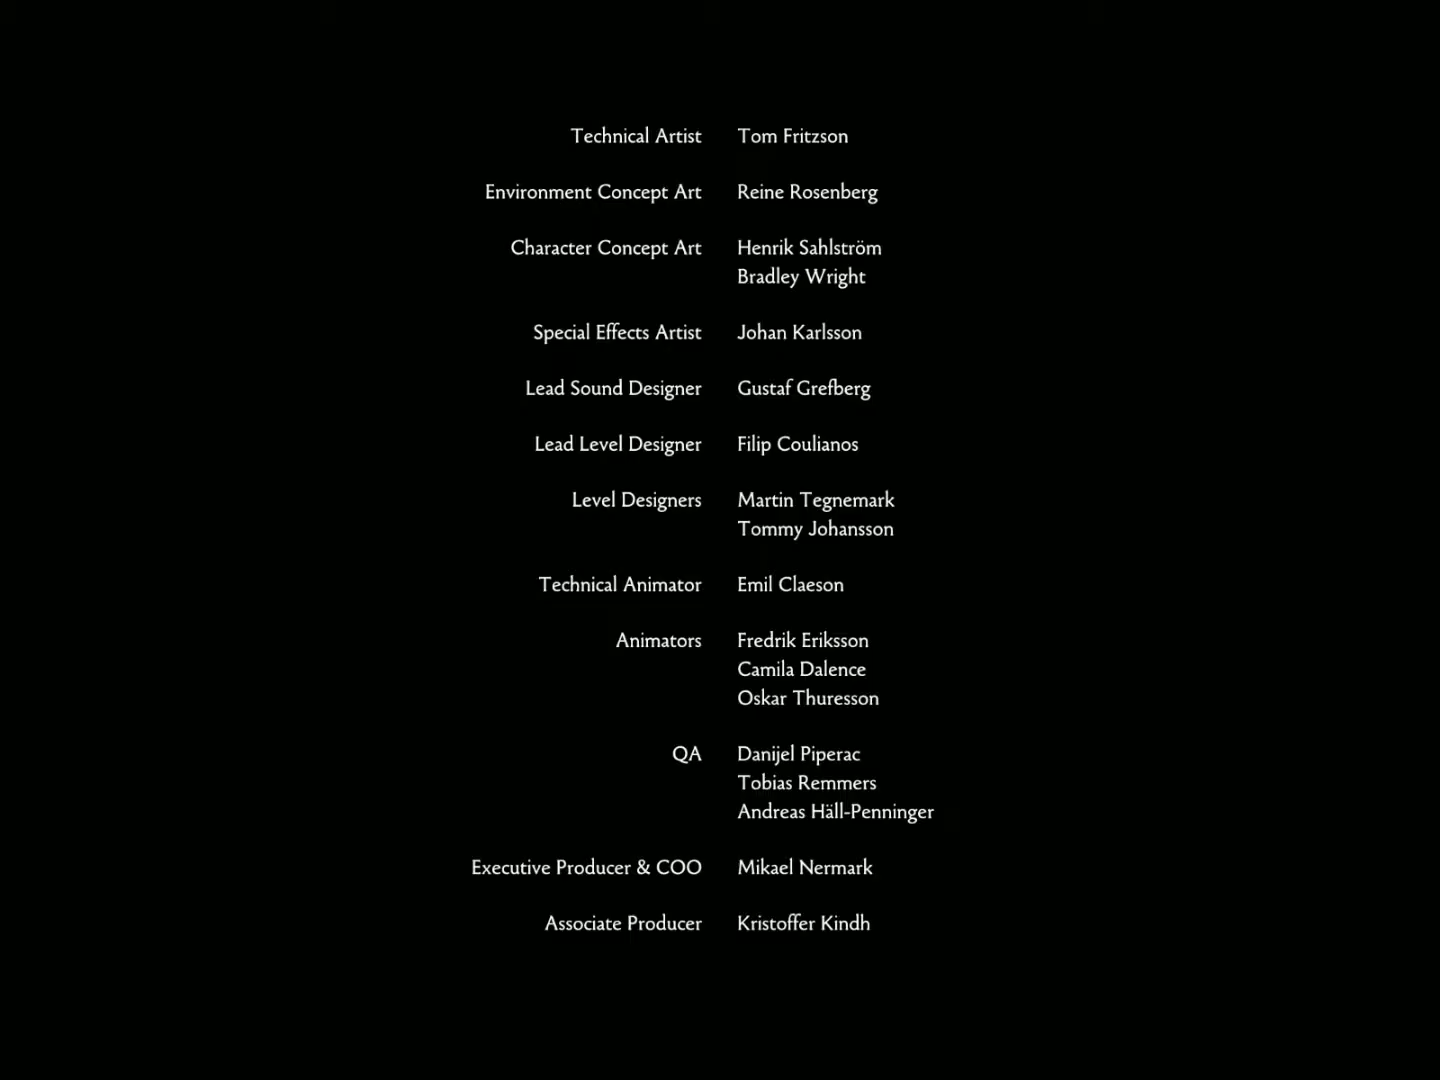 Technical Artist Tom Fritzson
Environment Concept Art Reine Rosenberg
Character Concept Art Henrik Sahlström
Bradley Wright
Special Effects Artist Johan Karlsson
Lead Sound Designer Gustaf Grefberg
Lead Level Designer Filip Coulianos
Level Designers Martin Tegnemark
Tommy Johansson
Technical Animator Emil Claeson
Animators Fredrik Eriksson
Camila Dalence
Oskar Thuresson
QA Danijel Piperac
Tobias Remmers
Andreas Häll-Penninger
Executive Producer & COO Mikael Nermark
Associate Producer Kristoffer Kindh